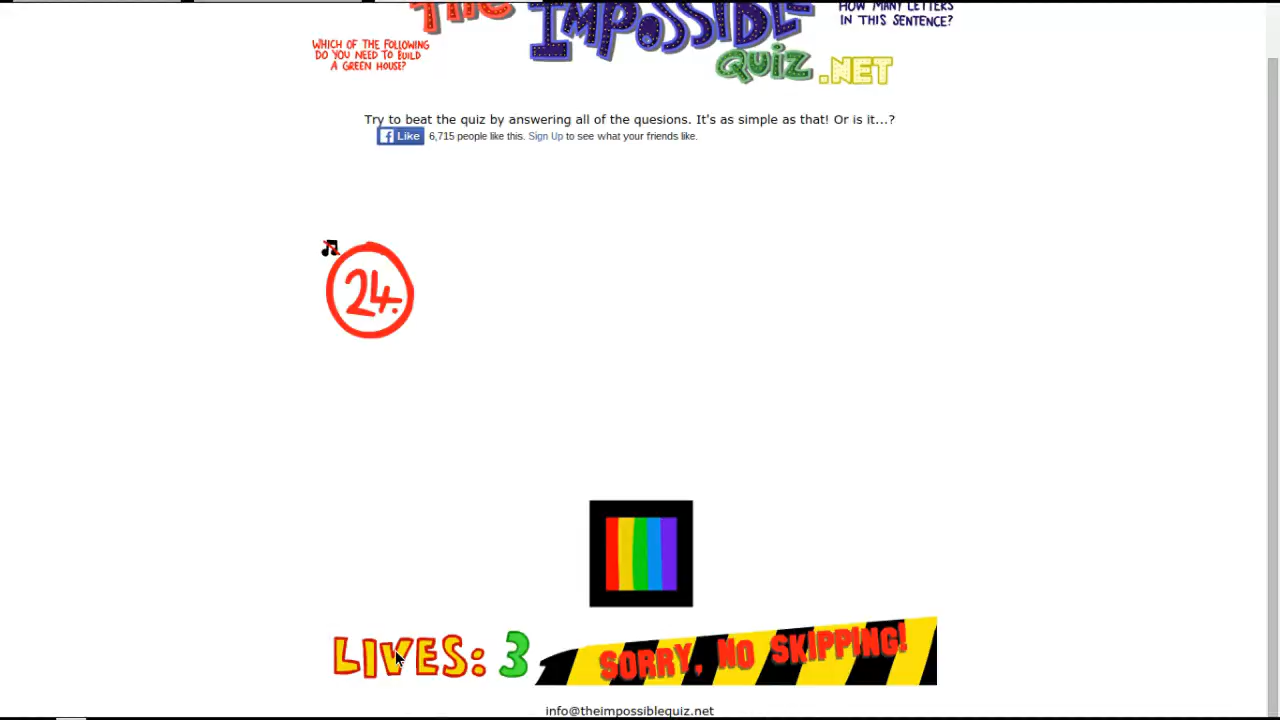 THE IMPOSSIBLE
QUIZ.NET
HOW MANY LETTERS
IN THIS SENTENCE?
WHICH OF THE FOLLOWING
DO YOU NEED TO BUILD
A GREEN HOUSE?
Try to beat the quiz by answering all of the quesions. It's as simple as that! Or is it...?
Like 6,715 people like this. Sign Up to see what your friends like.
24.
LIVES: 3
SORRY, NO SKIPPING!
info@theimpossiblequiz.net